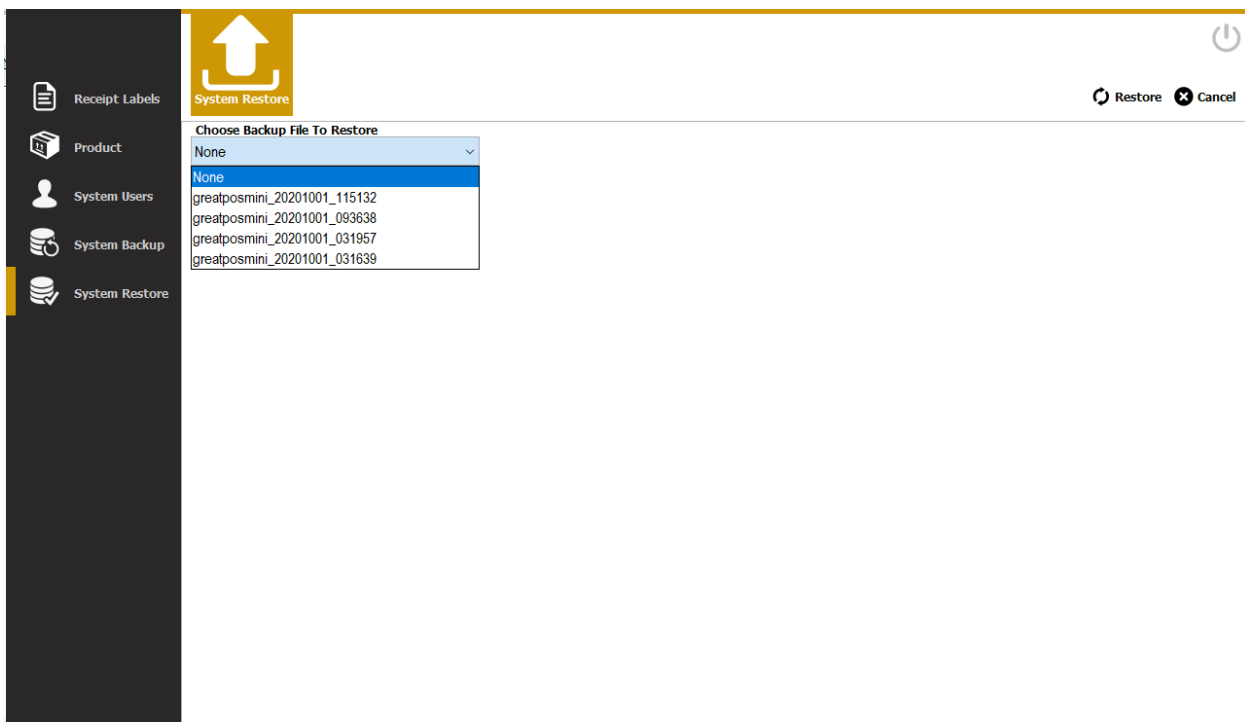 Receipt Labels
Product
System Users
System Backup
System Restore
System Restore
Restore
Cancel
Choose Backup File To Restore
None
None
greatposmini_20201001_115132
greatposmini_20201001_093638
greatposmini_20201001_031957
greatposmini_20201001_031639